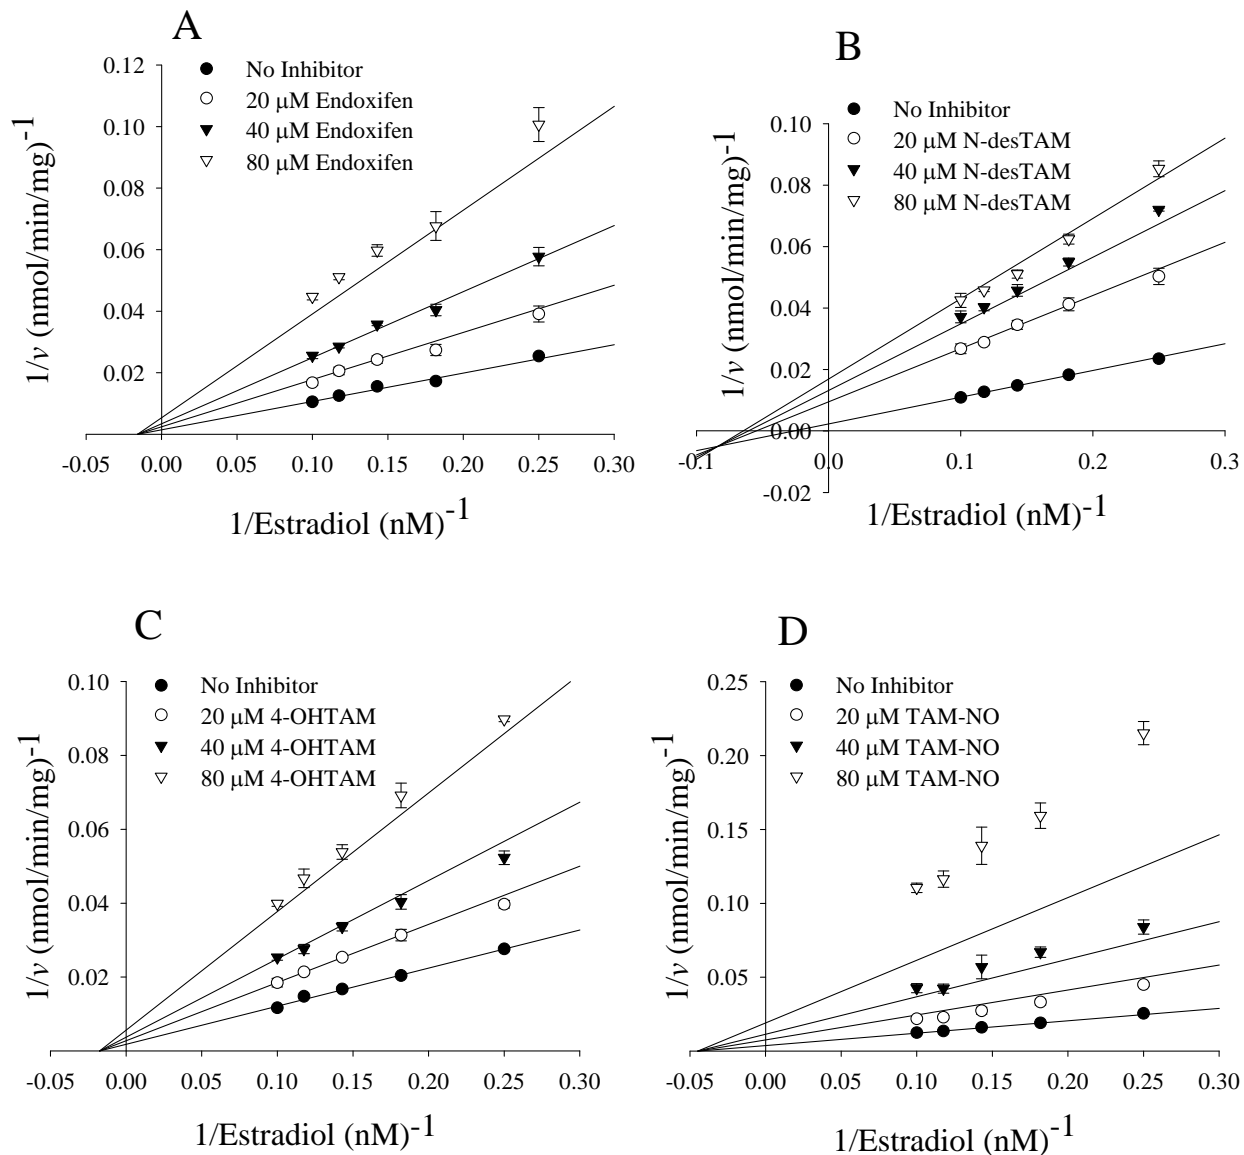 A
0.12
0.10
0.08
0.06
0.04
0.02
No Inhibitor
20 μM Endoxifen
40 μM Endoxifen
80 μM Endoxifen
1/v (nmol/min/mg)-1
-0.05 0.00 0.05 0.10 0.15 0.20 0.25 0.30
1/Estradiol (nM)-1
B
0.10
0.08
0.06
0.04
0.02
0.00
-0.02
No Inhibitor
20 μM N-desTAM
40 μM N-desTAM
80 μM N-desTAM
1/v (nmol/min/mg)-1
-0.1 0.0 0.1 0.2 0.3
1/Estradiol (nM)-1
C
0.10
0.08
0.06
0.04
0.02
No Inhibitor
20 μM 4-OHTAM
40 μM 4-OHTAM
80 μM 4-OHTAM
1/v (nmol/min/mg)-1
-0.05 0.00 0.05 0.10 0.15 0.20 0.25 0.30
1/Estradiol (nM)-1
D
0.25
0.20
0.15
0.10
0.05
No Inhibitor
20 μM TAM-NO
40 μM TAM-NO
80 μM TAM-NO
1/v (nmol/min/mg)-1
-0.05 0.00 0.05 0.10 0.15 0.20 0.25 0.30
1/Estradiol (nM)-1